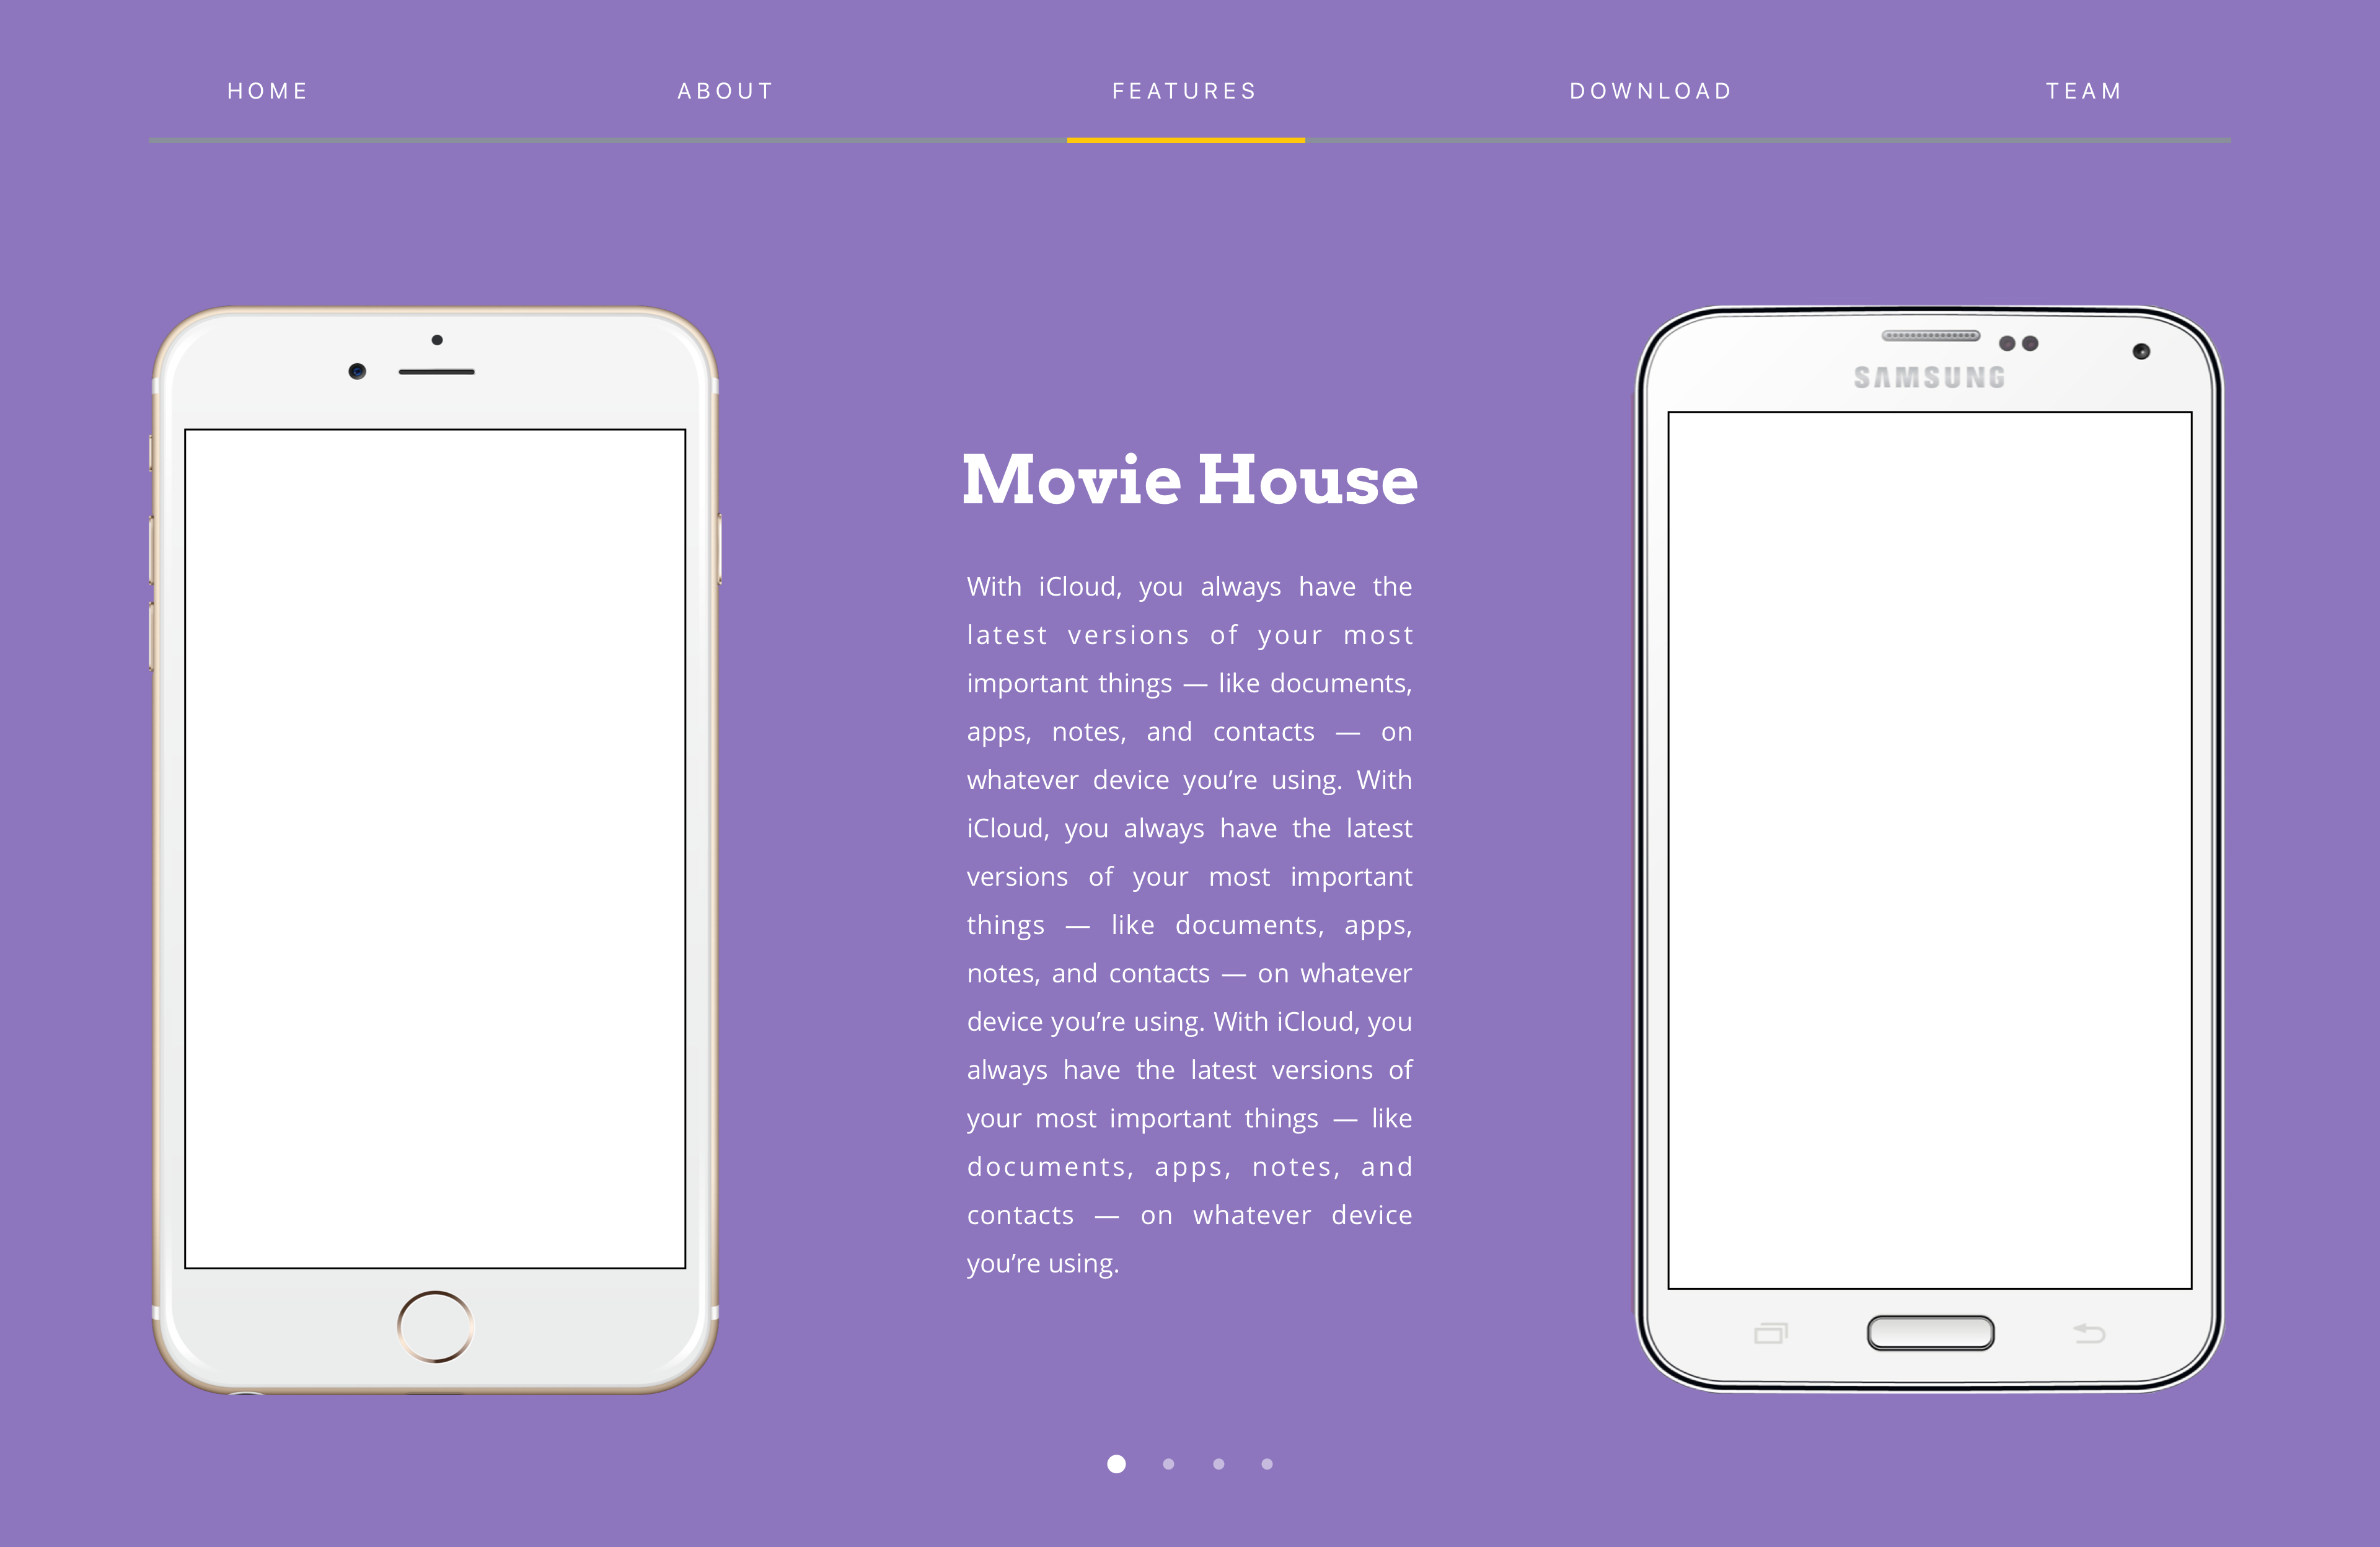 HOME ABOUT FEATURES DOWNLOAD TEAM
SAMSUNG
Movie House
With iCloud, you always have the
latest versions of your most
important things — like documents,
apps, notes, and contacts — on
whatever device you’re using. With
iCloud, you always have the latest
versions of your most important
things — like documents, apps,
notes, and contacts — on whatever
device you’re using. With iCloud, you
always have the latest versions of
your most important things — like
documents, apps, notes, and
contacts — on whatever device
you’re using.